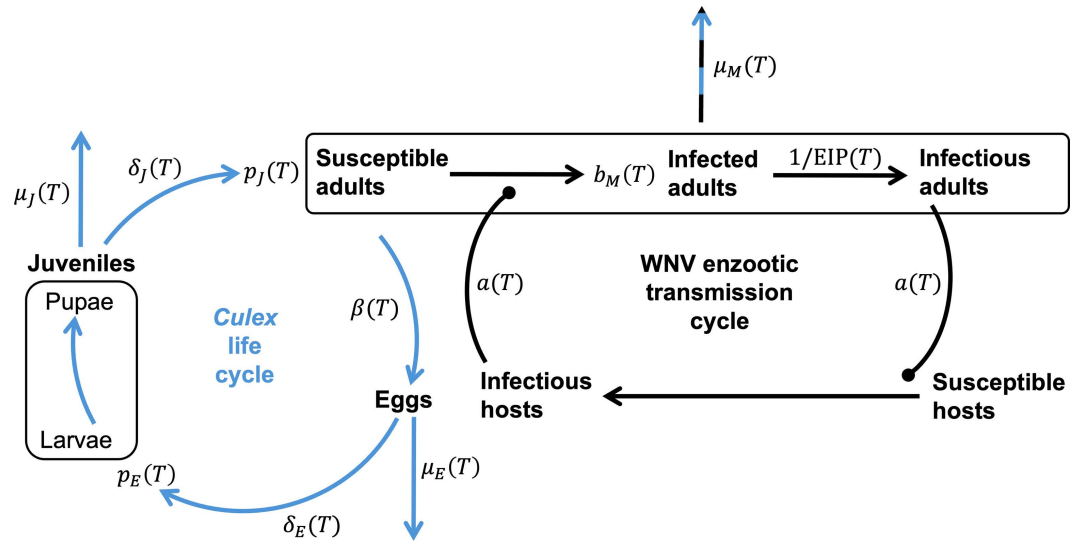 μ_M(T)
μ_J(T)
δ_J(T)
p_J(T)
Susceptible
adults
b_M(T)
Infected
adults
1/EIP(T)
Infectious
adults
Juveniles
Pupae
Larvae
Culex
life
cycle
β(T)
a(T)
WNV enzootic
transmission
cycle
a(T)
Eggs
Infectious
hosts
Susceptible
hosts
p_E(T)
μ_E(T)
δ_E(T)